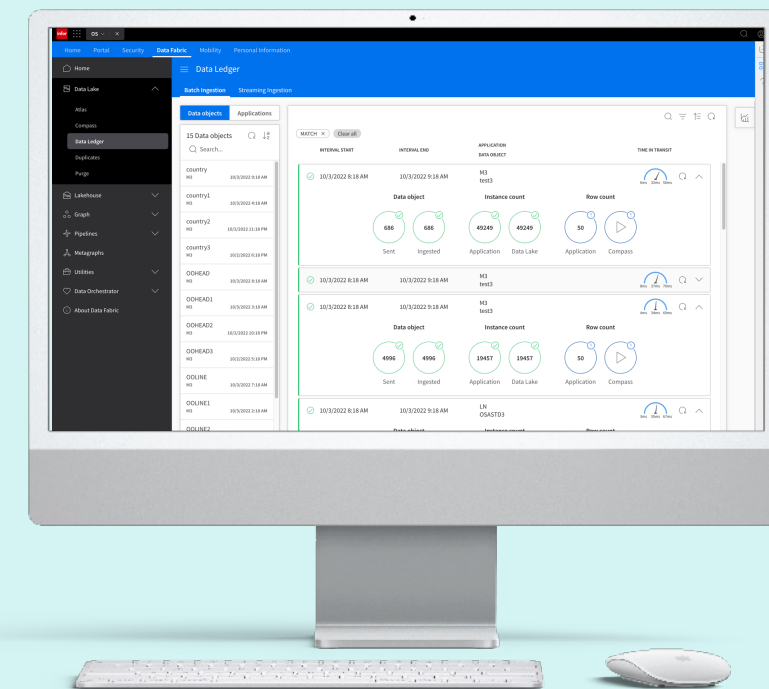 infor
OS
Home Portal Security Data Fabric Mobility Personal Information
Home
Data Ledger
Data Lake
Batch Ingestion Streaming Ingestion
Atlas
Compass
Data Ledger
Duplicates
Purge
Lakehouse
Graph
Pipelines
Metagraphs
Utilities
Data Orchestrator
About Data Fabric
Data objects Applications
15 Data objects
Search...
country
M3 10/3/2022 9:18 AM
country1
M3 10/3/2022 4:18 AM
country2
M3 10/2/2022 11:18 PM
country3
M3 10/2/2022 6:18 PM
OOHEAD
M3 10/3/2022 8:18 AM
OOHEAD1
M3 10/3/2022 3:18 AM
OOHEAD2
M3 10/2/2022 10:18 PM
OOHEAD3
M3 10/2/2022 5:18 PM
OOLINE
M3 10/3/2022 7:18 AM
OOLINE1
M3 10/3/2022 2:18 AM
OOLINE2
MATCH × Clear all
INTERVAL START INTERVAL END APPLICATION DATA OBJECT TIME IN TRANSIT
10/3/2022 8:18 AM 10/3/2022 9:18 AM M3
test3
Data object Instance count Row count
686 686 49249 49249 50
Sent Ingested Application Data Lake Application Compass
10/3/2022 8:18 AM 10/3/2022 9:18 AM M3
test3
10/3/2022 8:18 AM 10/3/2022 9:18 AM M3
test3
Data object Instance count Row count
4996 4996 19457 19457 50
Sent Ingested Application Data Lake Application Compass
10/3/2022 8:18 AM 10/3/2022 9:18 AM LN
OSASTD3
Data object Instance count Row count